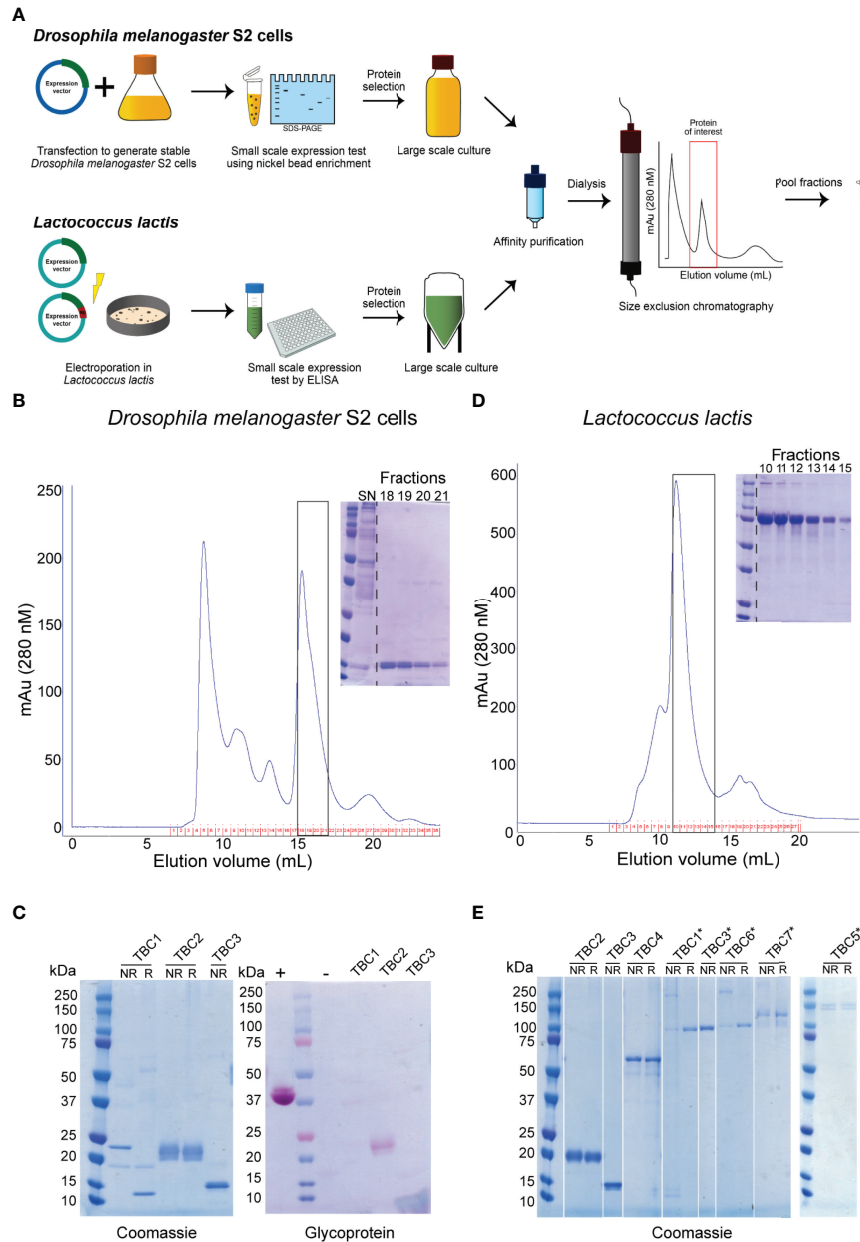 A
Drosophila melanogaster S2 cells
Expression vector
+
SDS-PAGE
Protein selection
Transfection to generate stable Drosophila melanogaster S2 cells
Small scale expression test using nickel bead enrichment
Large scale culture
Lactococcus lactis
Expression vector
Expression vector
Protein selection
Electroporation in Lactococcus lactis
Small scale expression test by ELISA
Large scale culture
Affinity purification
Dialysis
Protein of interest
mAu (280 nM)
Elution volume (mL)
Size exclusion chromatography
Pool fractions
B
Drosophila melanogaster S2 cells
250
200
150
100
50
0
mAu (280 nM)
0 5 10 15 20
Elution volume (mL)
Fractions
SN 18 19 20 21
D
Lactococcus lactis
600
500
400
300
200
100
0
mAu (280 nM)
0 5 10 15 20
Elution volume (mL)
Fractions
10 11 12 13 14 15
C
TBC1 TBC2 TBC3
kDa NR R NR R NR
250
150
100
75
50
37
25
20
15
10
Coomassie
kDa + - TBC1 TBC2 TBC3
250
150
100
75
50
37
25
20
15
10
Glycoprotein
E
TBC2 TBC3 TBC4 TBC1* TBC3* TBC6* TBC7* TBC5*
kDa NR R NR NR R NR R NR NR R NR R NR R
250
150
100
75
50
37
25
20
15
10
Coomassie